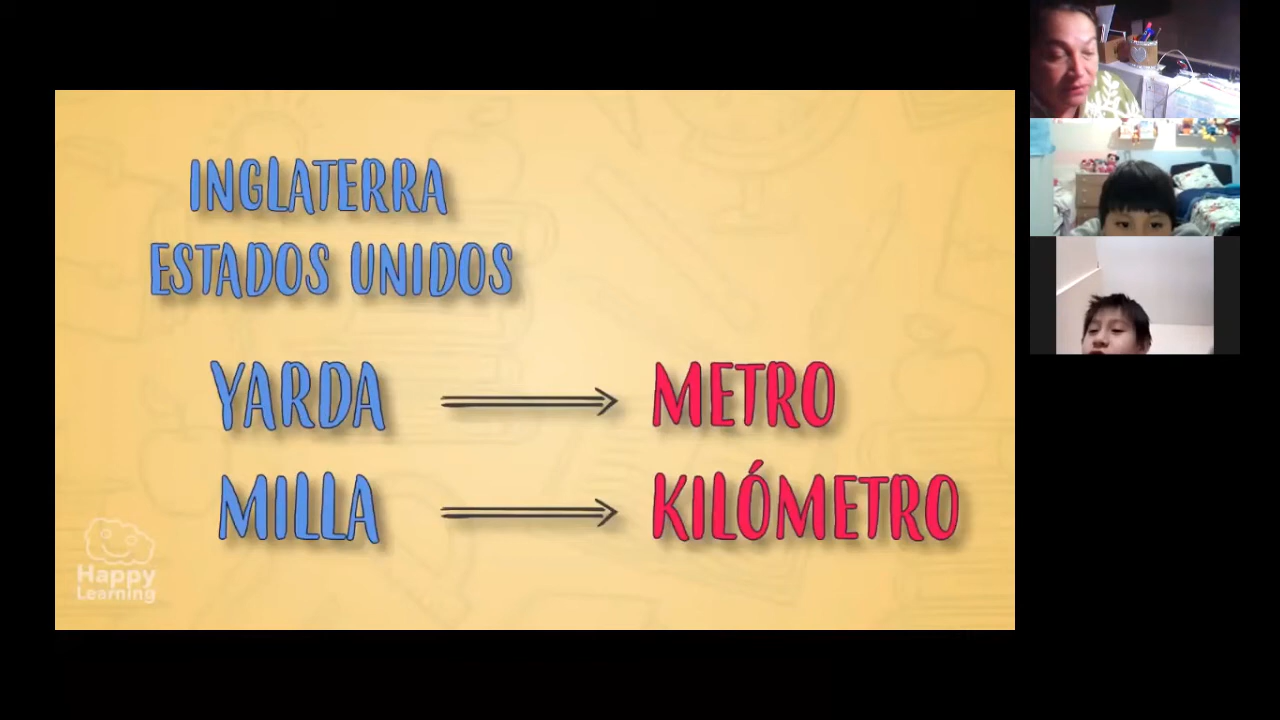 INGLATERRA
ESTADOS UNIDOS
YARDA METRO
MILLA KILÓMETRO
Happy
Learning